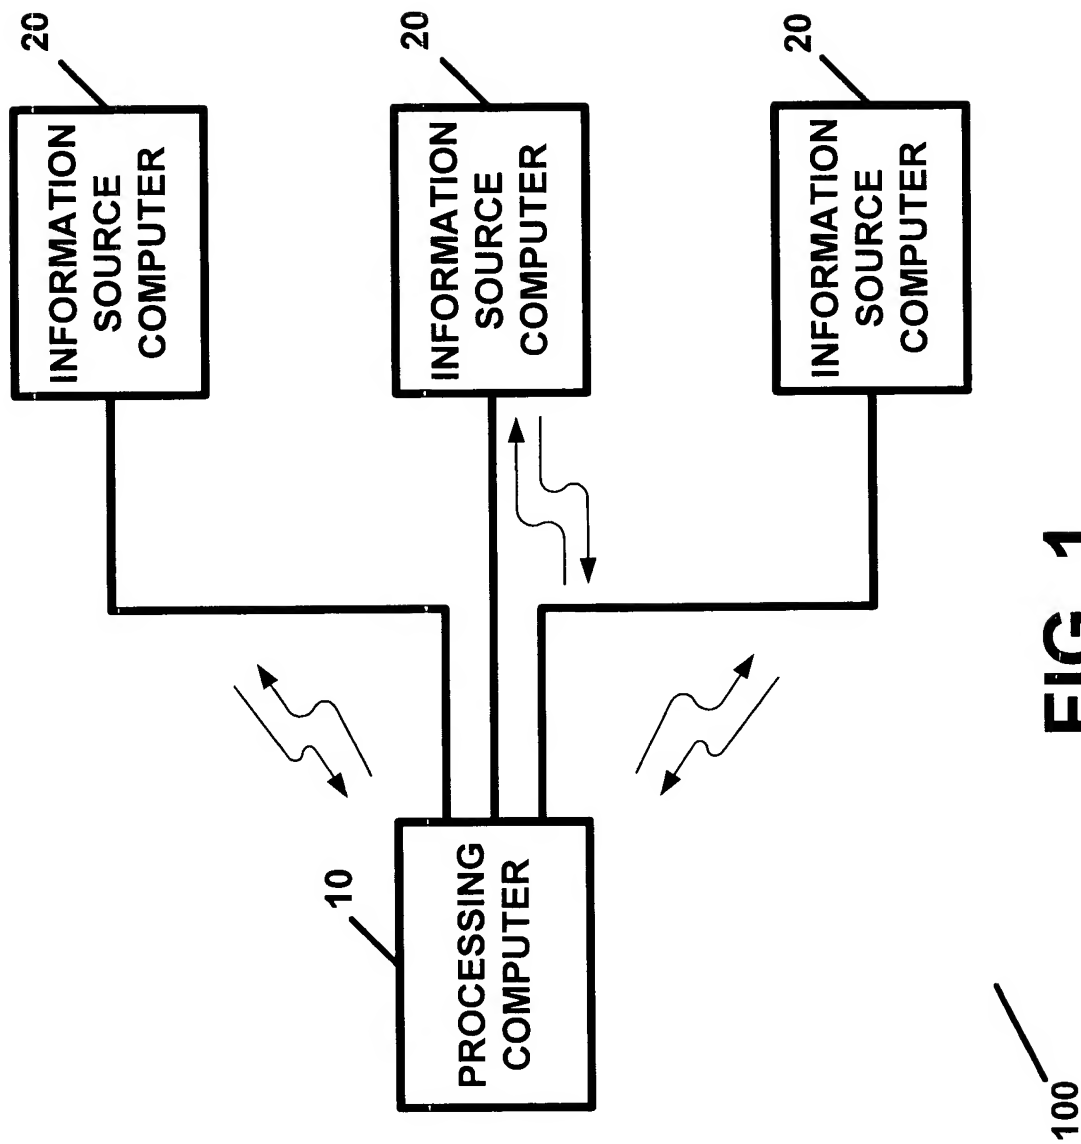 20
INFORMATION
SOURCE
COMPUTER
10
PROCESSING
COMPUTER
20
INFORMATION
SOURCE
COMPUTER
20
INFORMATION
SOURCE
COMPUTER
100
FIG 1